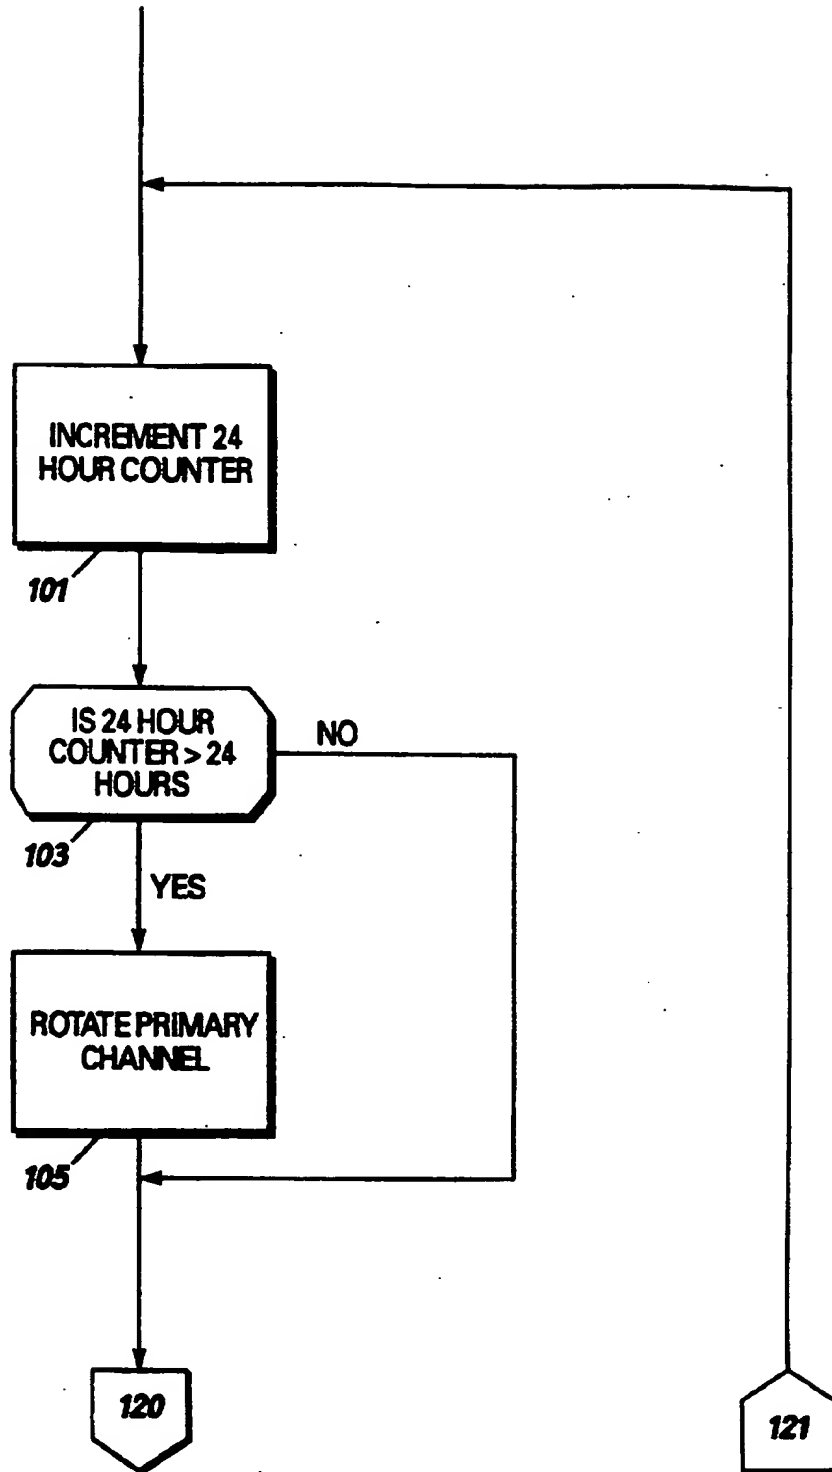 INCREMENT 24
HOUR COUNTER
101
IS 24 HOUR
COUNTER > 24
HOURS
NO
103
YES
ROTATE PRIMARY
CHANNEL
105
120
121